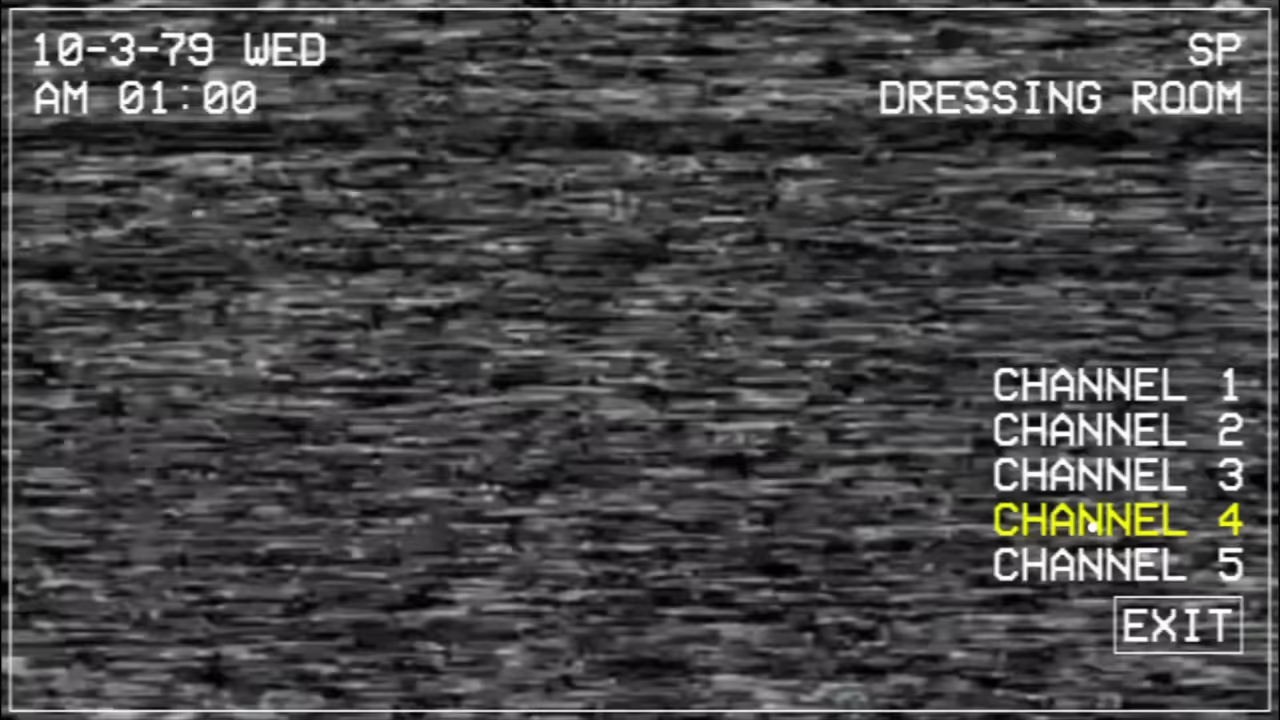 10-3-79 WED
AM 01:00
SP
DRESSING ROOM
CHANNEL 1
CHANNEL 2
CHANNEL 3
CHANNEL 4
CHANNEL 5
EXIT